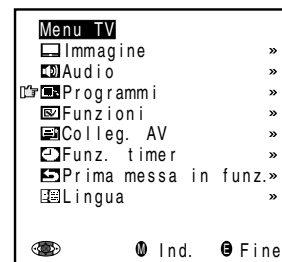 Menu TV
Immagine »
Audio »
Programmi »
Funzioni »
Colleg. AV »
Funz. timer »
Prima messa in funz.»
Lingua »
M Ind. E Fine